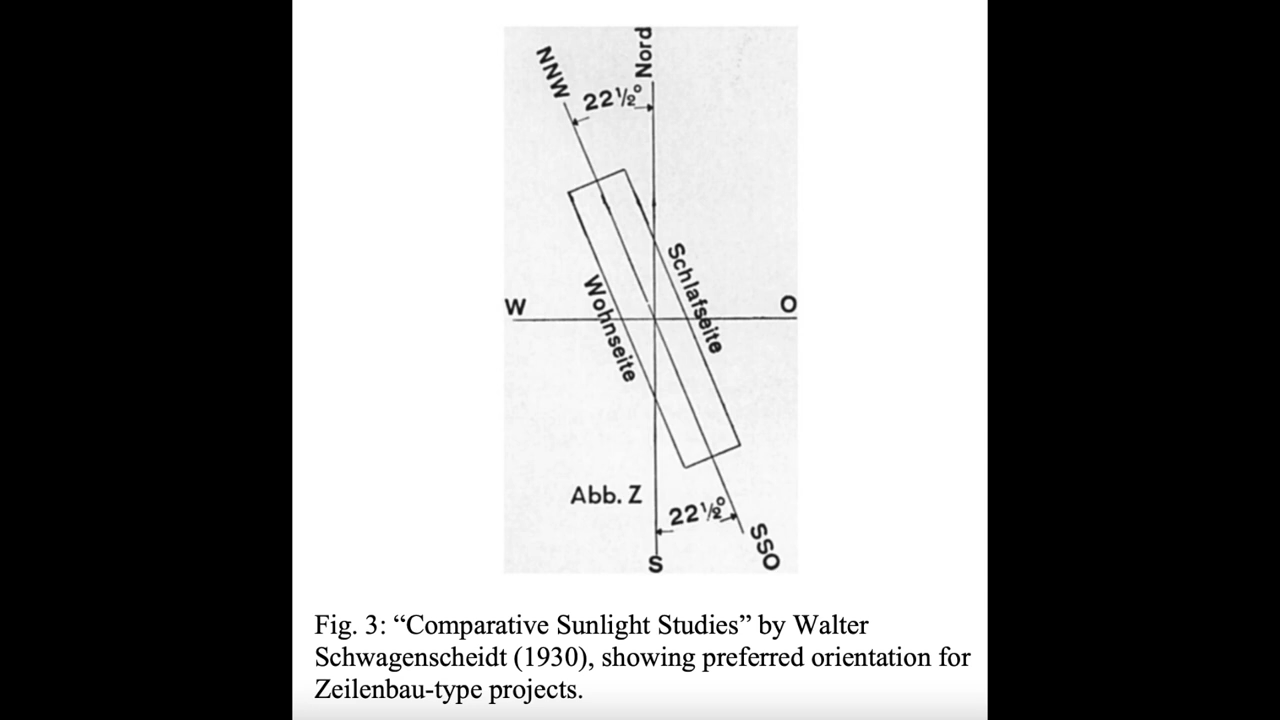 NNW
Nord
22½°
W
O
Schlafseite
Wohnseite
Abb. Z
22½°
SSO
S
Fig. 3: “Comparative Sunlight Studies” by Walter
Schwagenscheidt (1930), showing preferred orientation for
Zeilenbau-type projects.